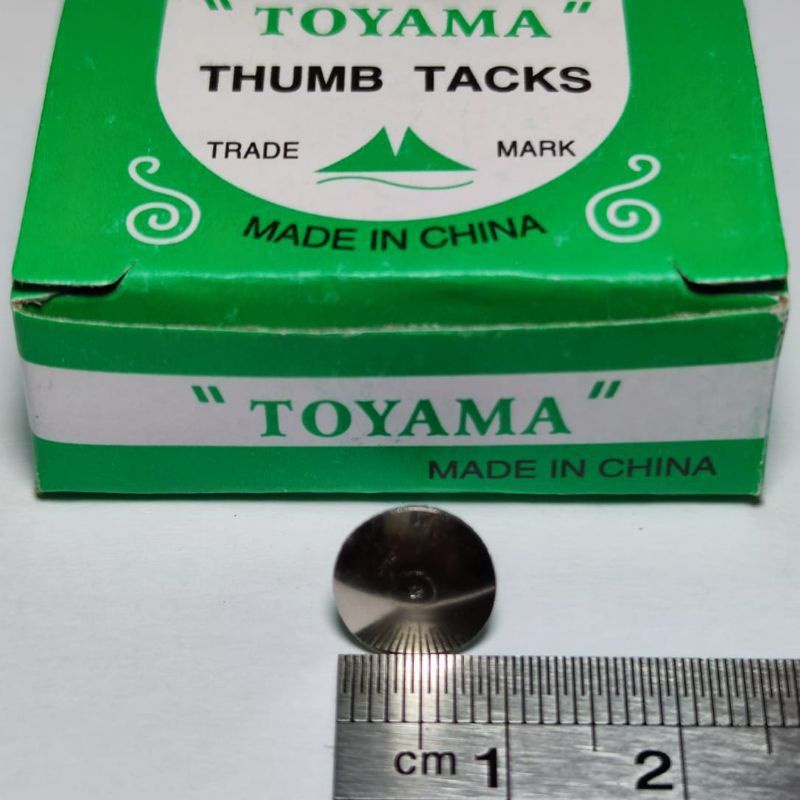 "TOYAMA"
THUMB TACKS
TRADE MARK
MADE IN CHINA
"TOYAMA"
MADE IN CHINA
cm 1 2